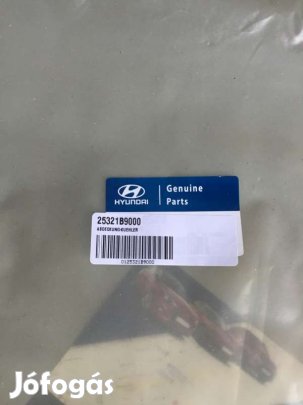 HYUNDAI
Genuine
Parts
25321B9000
ABDECKUNG-KUEHLER
0125321B9000
Jófogás